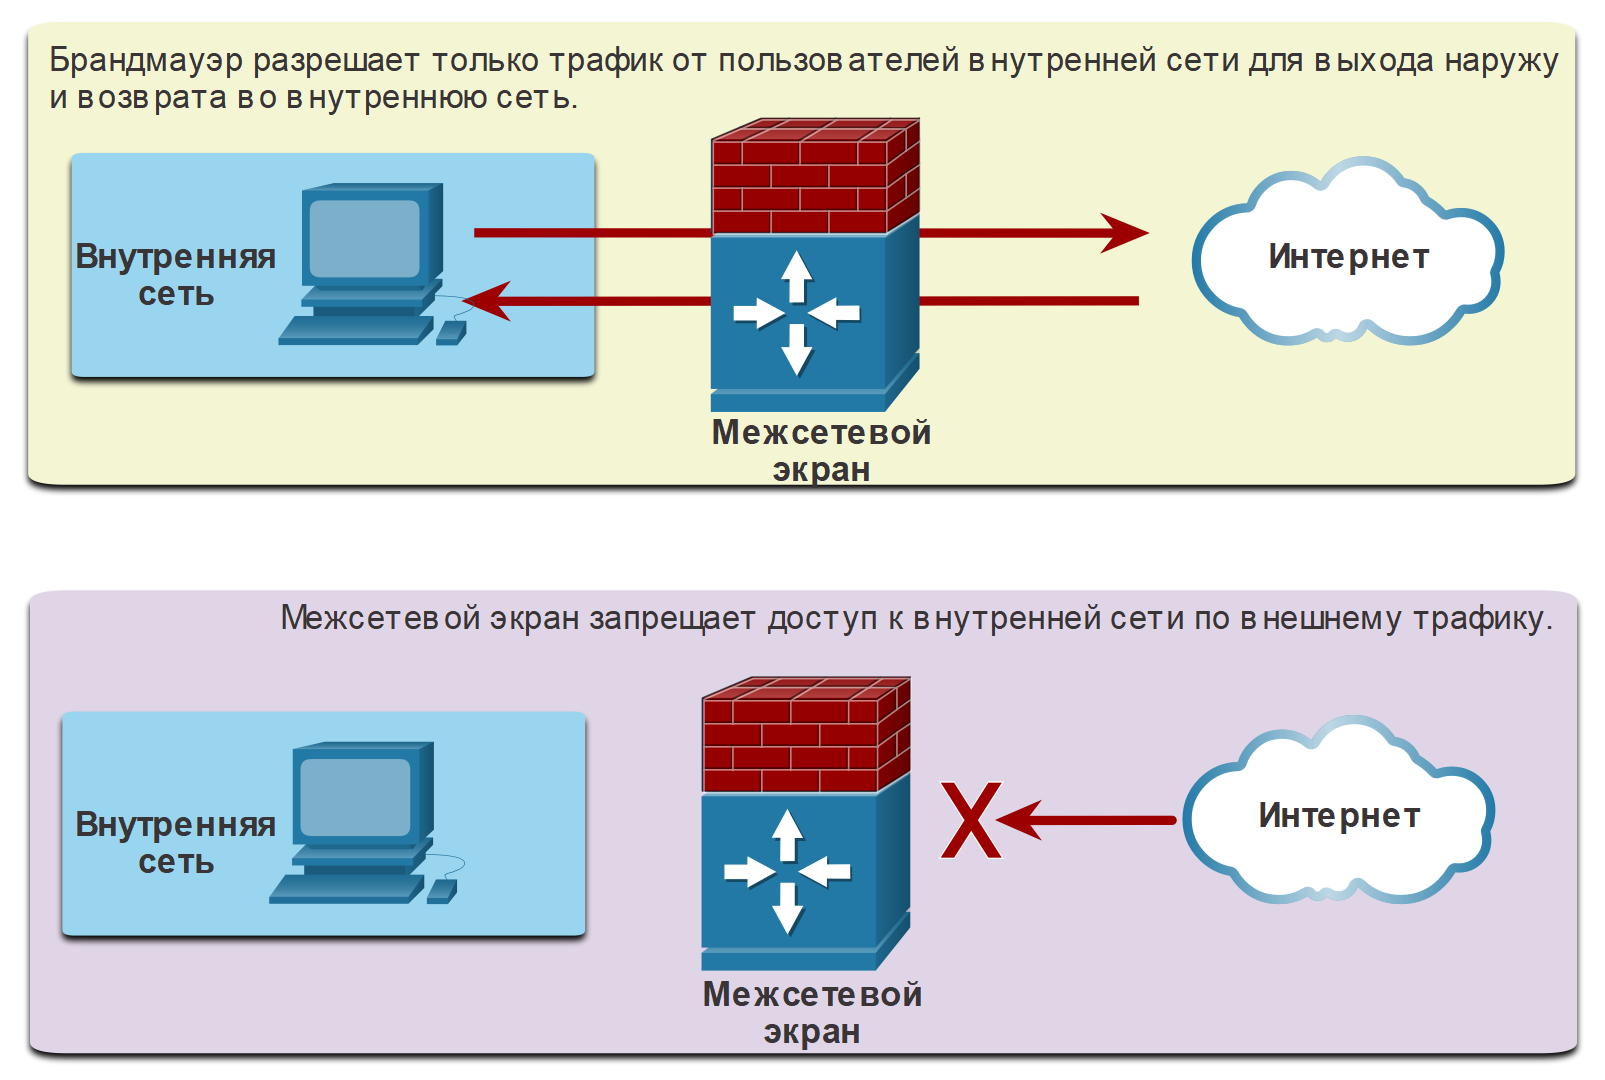 Брандмауэр разрешает только трафик от пользователей внутренней сети для выхода наружу
и возврата во внутреннюю сеть.
Внутренняя
сеть
Интернет
Межсетевой
экран
Межсетевой экран запрещает доступ к внутренней сети по внешнему трафику.
Внутренняя
сеть
X
Интернет
Межсетевой
экран